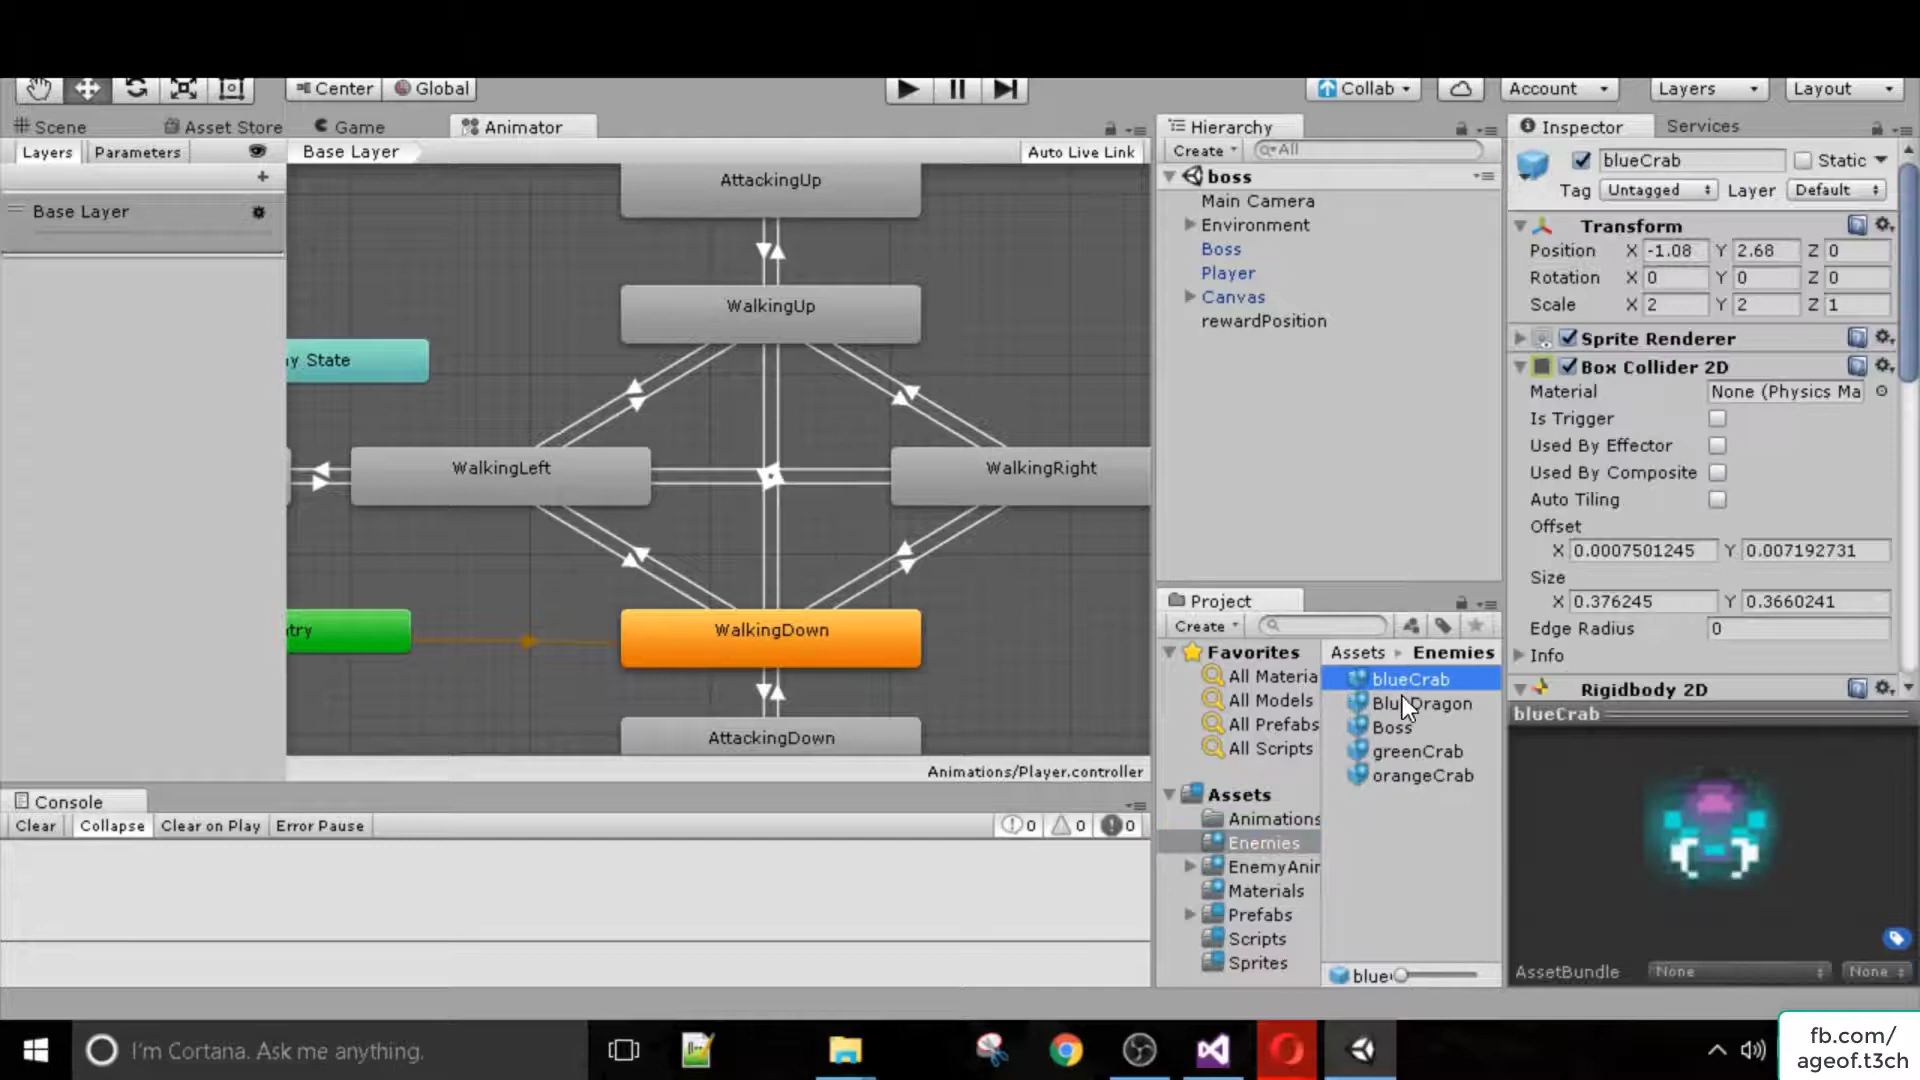 Center
Global
Collab
Account
Layers
Layout
Scene
Asset Store
Game
Animator
Hierarchy
Inspector
Services
Layers
Parameters
Base Layer
Auto Live Link
Create
All
blueCrab
Static
boss
Tag
Untagged
Layer
Default
Base Layer
AttackingUp
Main Camera
Environment
Transform
Boss
Position X -1.08 Y 2.68 Z 0
Player
Rotation X 0 Y 0 Z 0
Canvas
WalkingUp
Scale X 2 Y 2 Z 1
rewardPosition
Sprite Renderer
y State
Box Collider 2D
Material None (Physics Ma
Is Trigger
Used By Effector
WalkingLeft
WalkingRight
Used By Composite
Auto Tiling
Offset
X 0.0007501245 Y 0.007192731
Size
Project
X 0.376245 Y 0.3660241
try
WalkingDown
Create
Edge Radius 0
Favorites
Assets
Enemies
Info
All Materia
blueCrab
Rigidbody 2D
All Models
Dragon
blueCrab
All Prefabs
Boss
AttackingDown
All Scripts
greenCrab
Animations/Player.controller
orangeCrab
Console
Assets
Clear
Collapse
Clear on Play
Error Pause
0
0
0
Animations
Enemies
EnemyAnir
Materials
Prefabs
Scripts
Sprites
blue
AssetBundle
None
None
I'm Cortana. Ask me anything.
fb.com/
ageof.t3ch